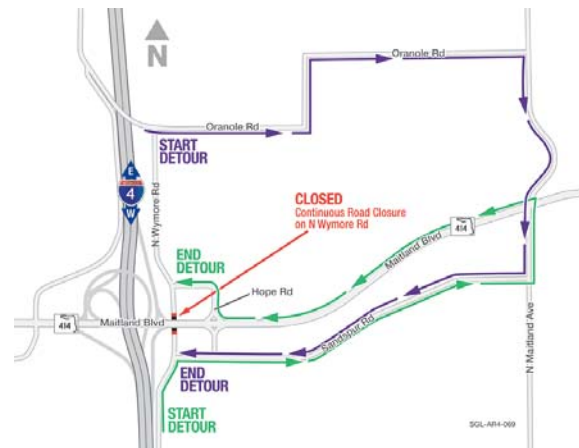 Oranole Rd
N
Oranole Rd
START
DETOUR
E
4
W
N Wymore Rd
CLOSED
Continuous Road Closure
on N Wymore Rd
414
Maitland Blvd
END
DETOUR
Hope Rd
414
Maitland Blvd
Sandspur Rd
N Maitland Ave
END
DETOUR
START
DETOUR
SGL-AR4-069